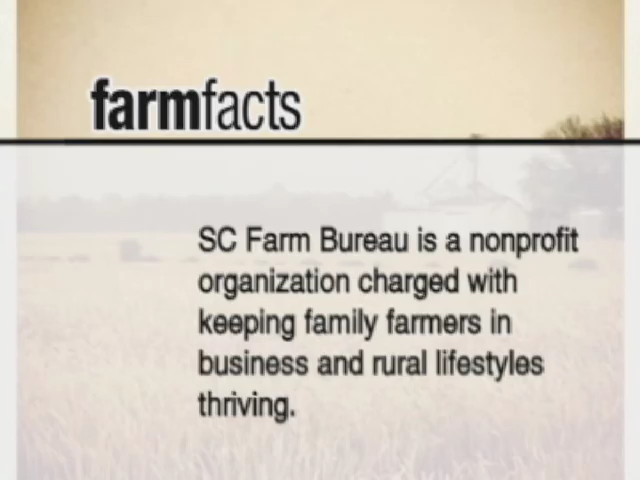 farmfacts
SC Farm Bureau is a nonprofit
organization charged with
keeping family farmers in
business and rural lifestyles
thriving.